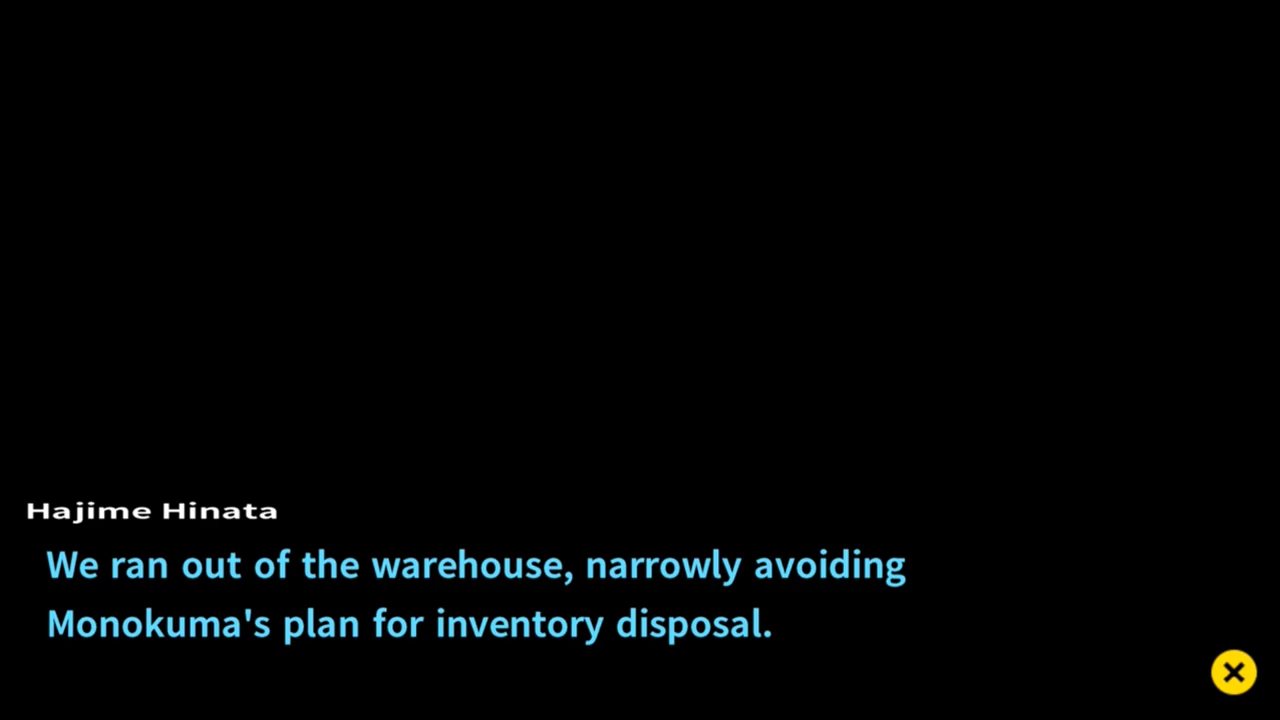 Hajime Hinata
We ran out of the warehouse, narrowly avoiding
Monokuma's plan for inventory disposal.